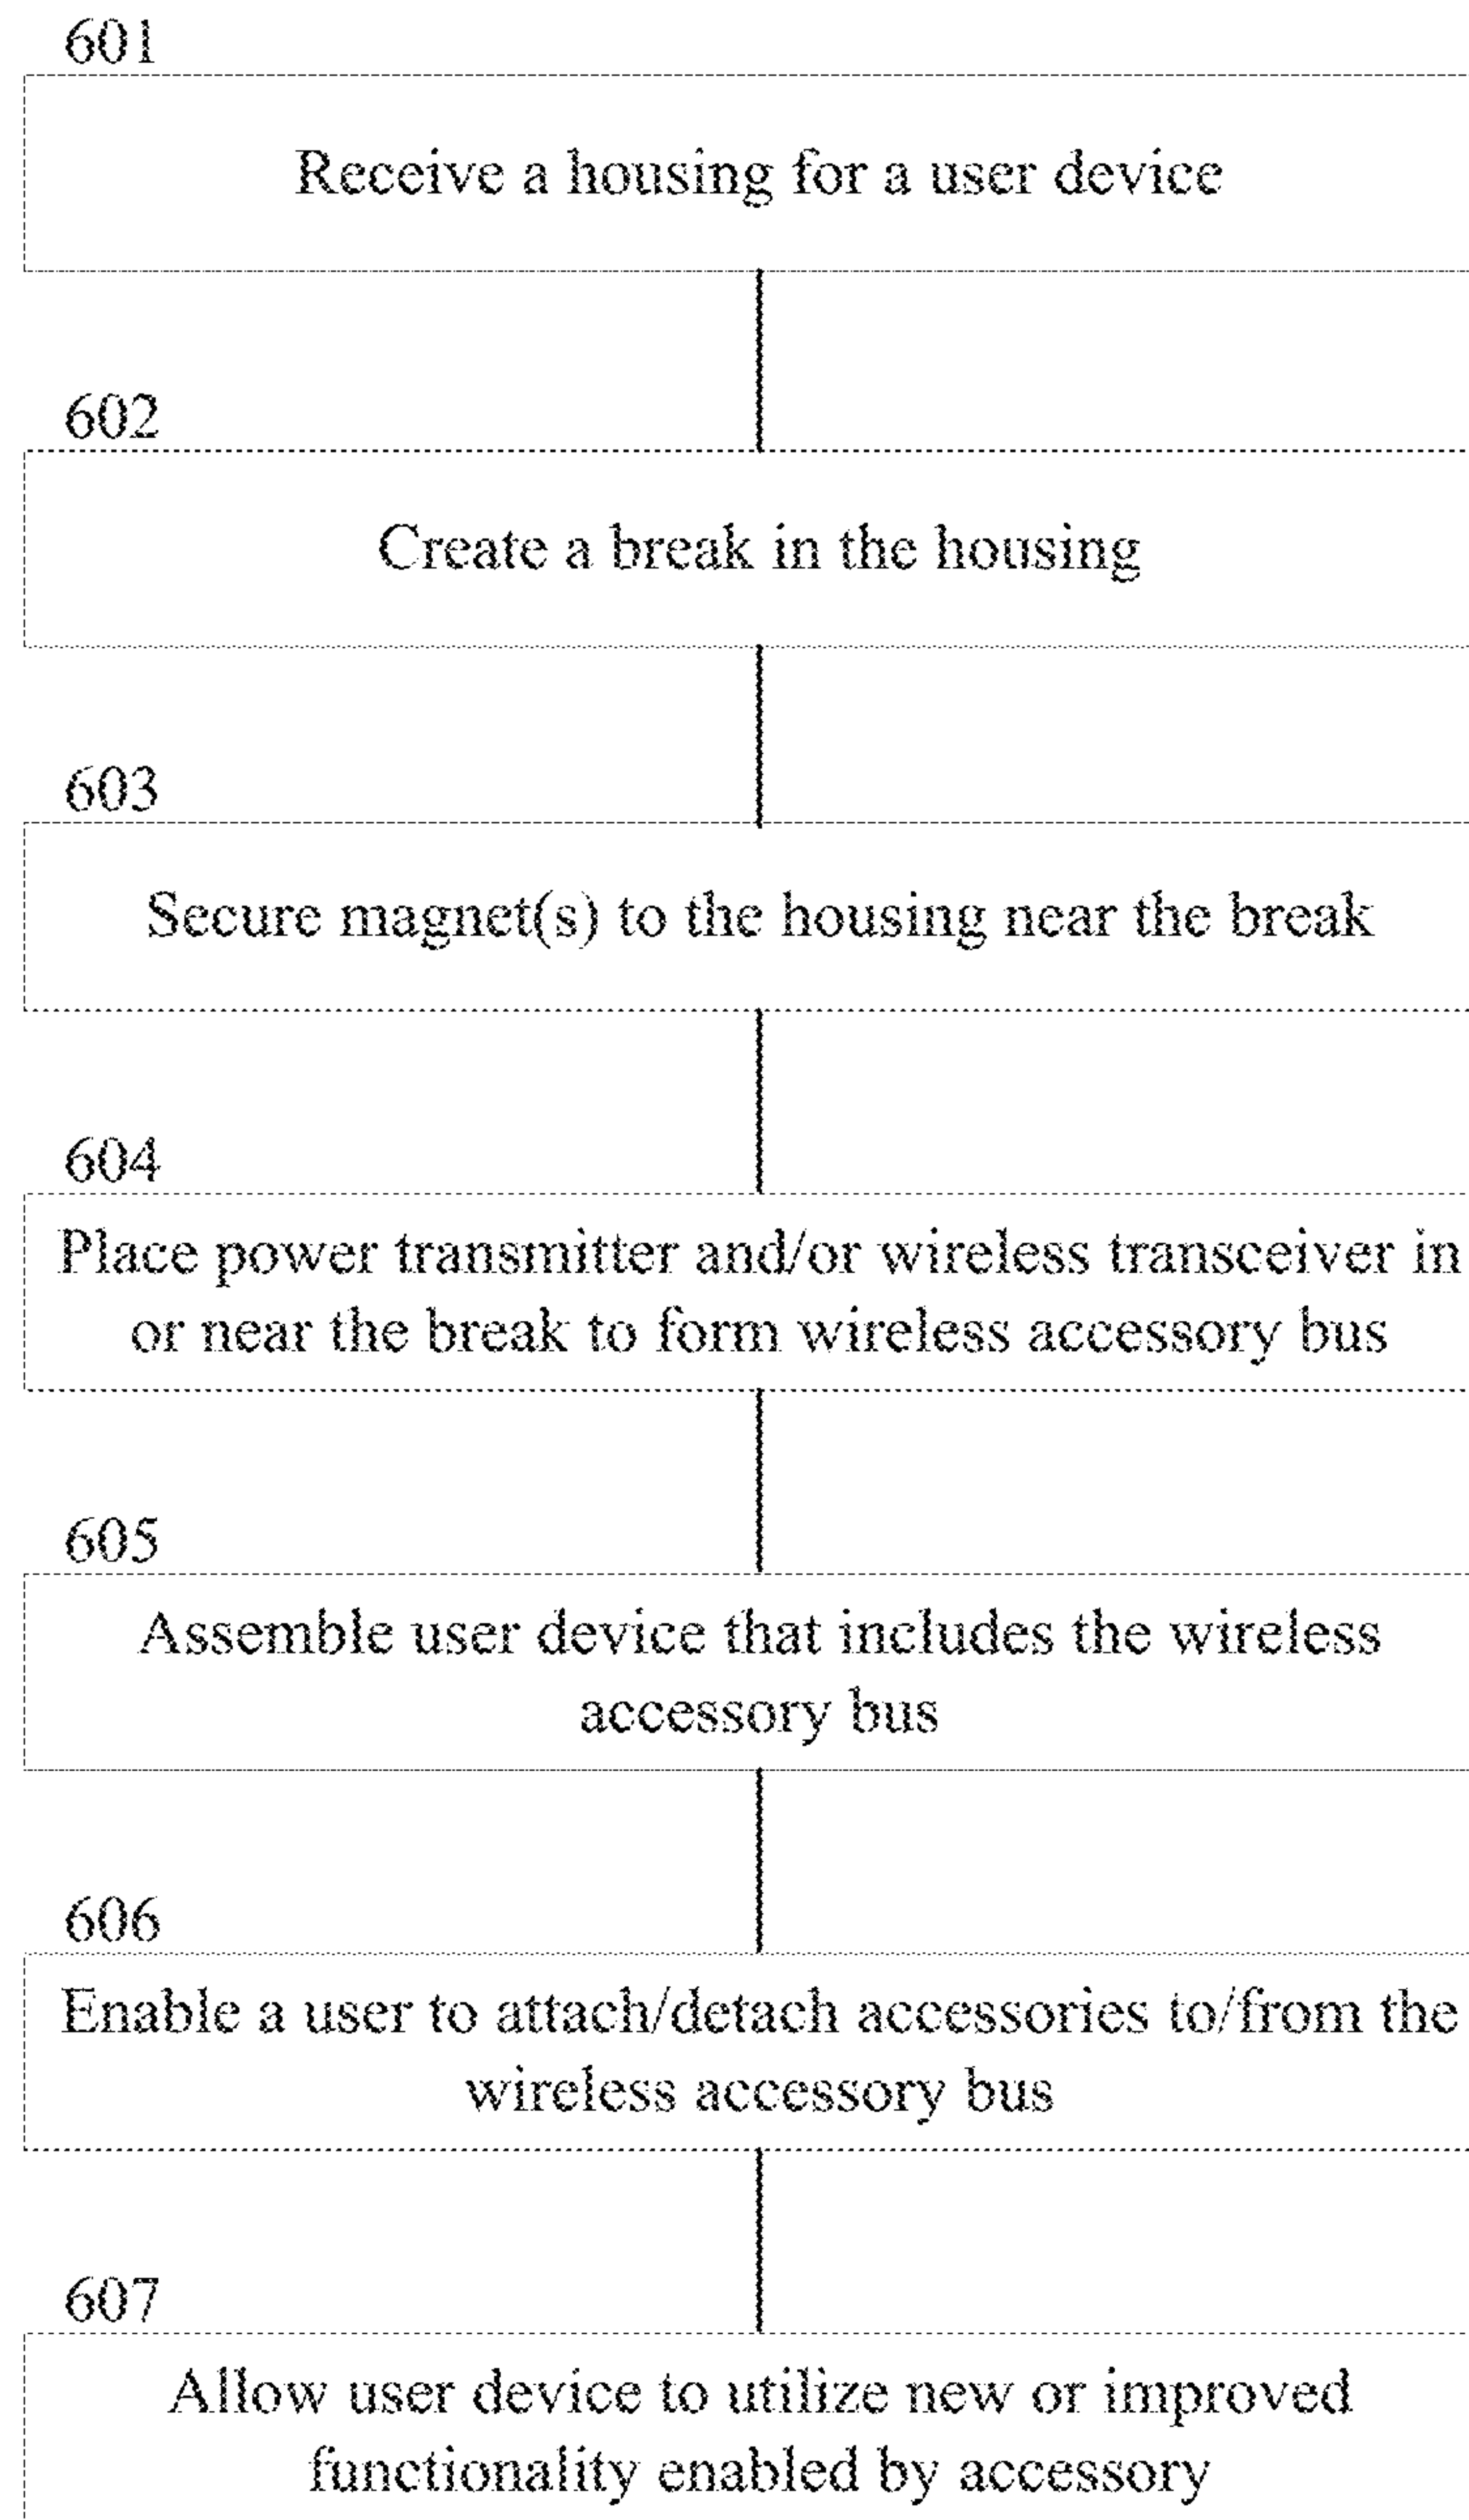 601
Receive a housing for a user device
602
Create a break in the housing
603
Secure magnet(s) to the housing near the break
604
Place power transmitter and/or wireless transceiver in
or near the break to form wireless accessory bus
605
Assemble user device that includes the wireless
accessory bus
606
Enable a user to attach/detach accessories to/from the
wireless accessory bus
607
Allow user device to utilize new or improved
functionality enabled by accessory